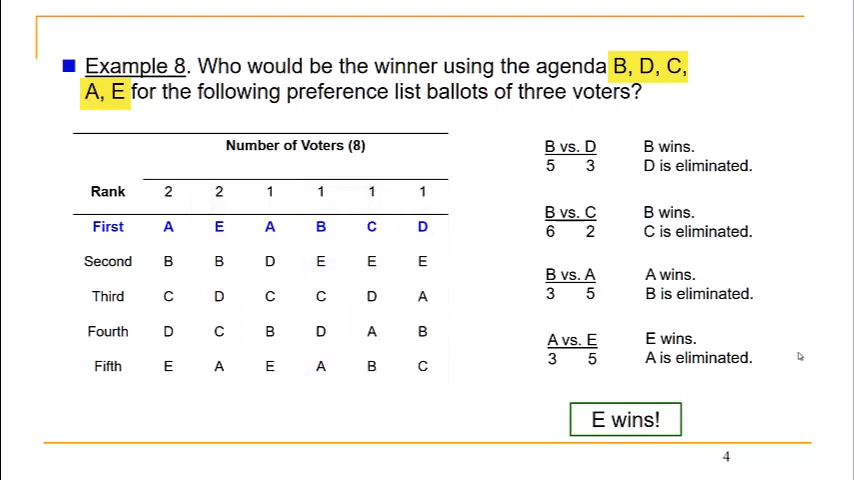 Example 8. Who would be the winner using the agenda B, D, C,
A, E for the following preference list ballots of three voters?
Number of Voters (8)
Rank 2 2 1 1 1 1
First A E A B C D
Second B B D E E E
Third C D C C D A
Fourth D C B D A B
Fifth E A E A B C
B vs. D B wins.
5 3 D is eliminated.
B vs. C B wins.
6 2 C is eliminated.
B vs. A A wins.
3 5 B is eliminated.
A vs. E E wins.
3 5 A is eliminated.
E wins!
4